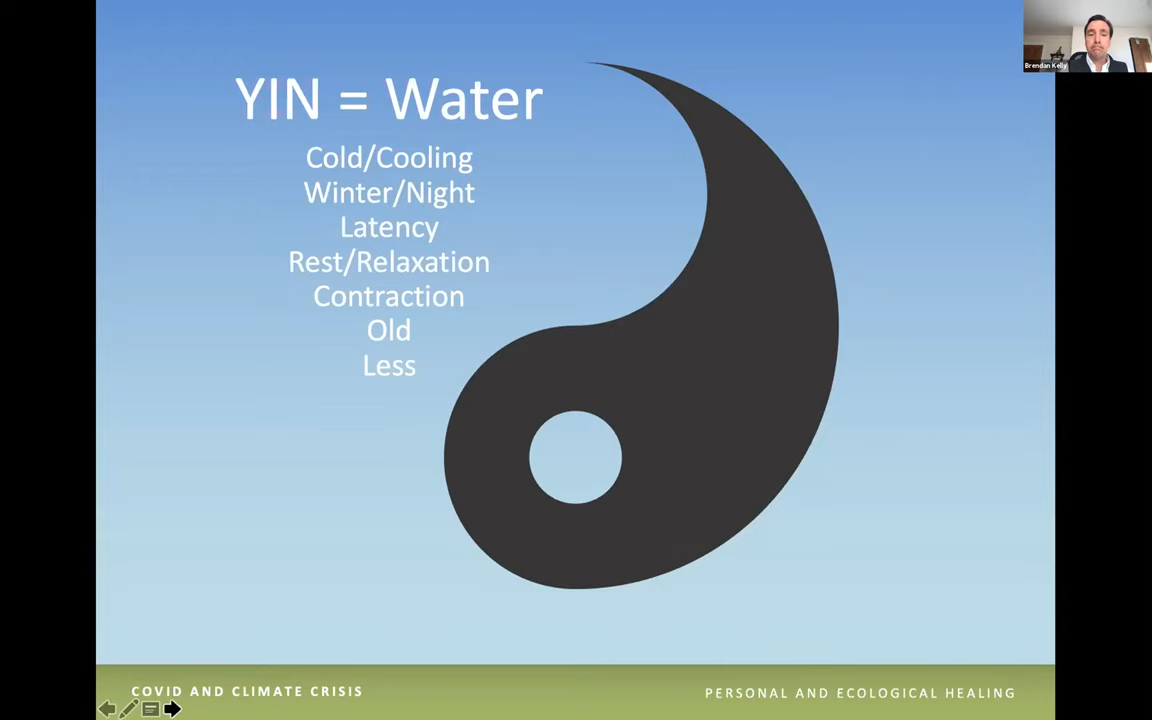 YIN = Water
Cold/Cooling
Winter/Night
Latency
Rest/Relaxation
Contraction
Old
Less
Brendan Kelly
COVID AND CLIMATE CRISIS
PERSONAL AND ECOLOGICAL HEALING